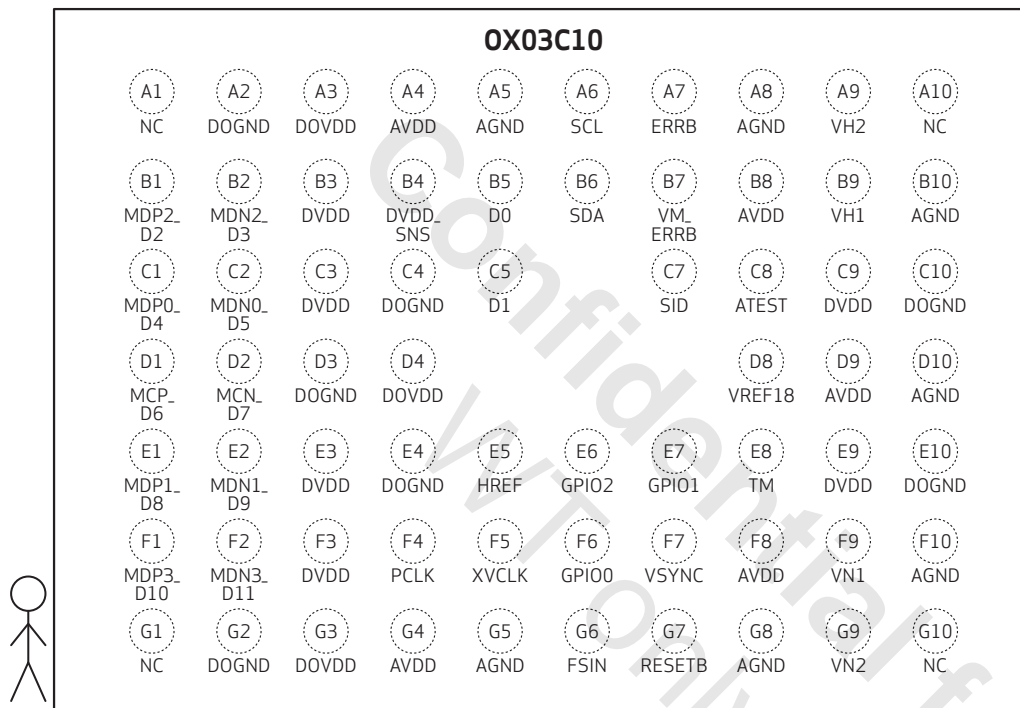 OX03C10
A1 A2 A3 A4 A5 A6 A7 A8 A9 A10
NC DOGND DOVDD AVDD AGND SCL ERRB AGND VH2 NC
B1 B2 B3 B4 B5 B6 B7 B8 B9 B10
MDP2_ MDN2_ DVDD DVDD_ D0 SDA VM_ AVDD VH1 AGND
D2 D3 SNS ERRB
C1 C2 C3 C4 C5 C7 C8 C9 C10
MDP0_ MDN0_ DVDD DOGND D1 SID ATEST DVDD DOGND
D4 D5
D1 D2 D3 D4 D8 D9 D10
MCP_ MCN_ DOGND DOVDD VREF18 AVDD AGND
D6 D7
E1 E2 E3 E4 E5 E6 E7 E8 E9 E10
MDP1_ MDN1_ DVDD DOGND HREF GPIO2 GPIO1 TM DVDD DOGND
D8 D9
F1 F2 F3 F4 F5 F6 F7 F8 F9 F10
MDP3_ MDN3_ DVDD PCLK XVCLK GPIO0 VSYNC AVDD VN1 AGND
D10 D11
G1 G2 G3 G4 G5 G6 G7 G8 G9 G10
NC DOGND DOVDD AVDD AGND FSIN RESETB AGND VN2 NC
Confidential f
WT only